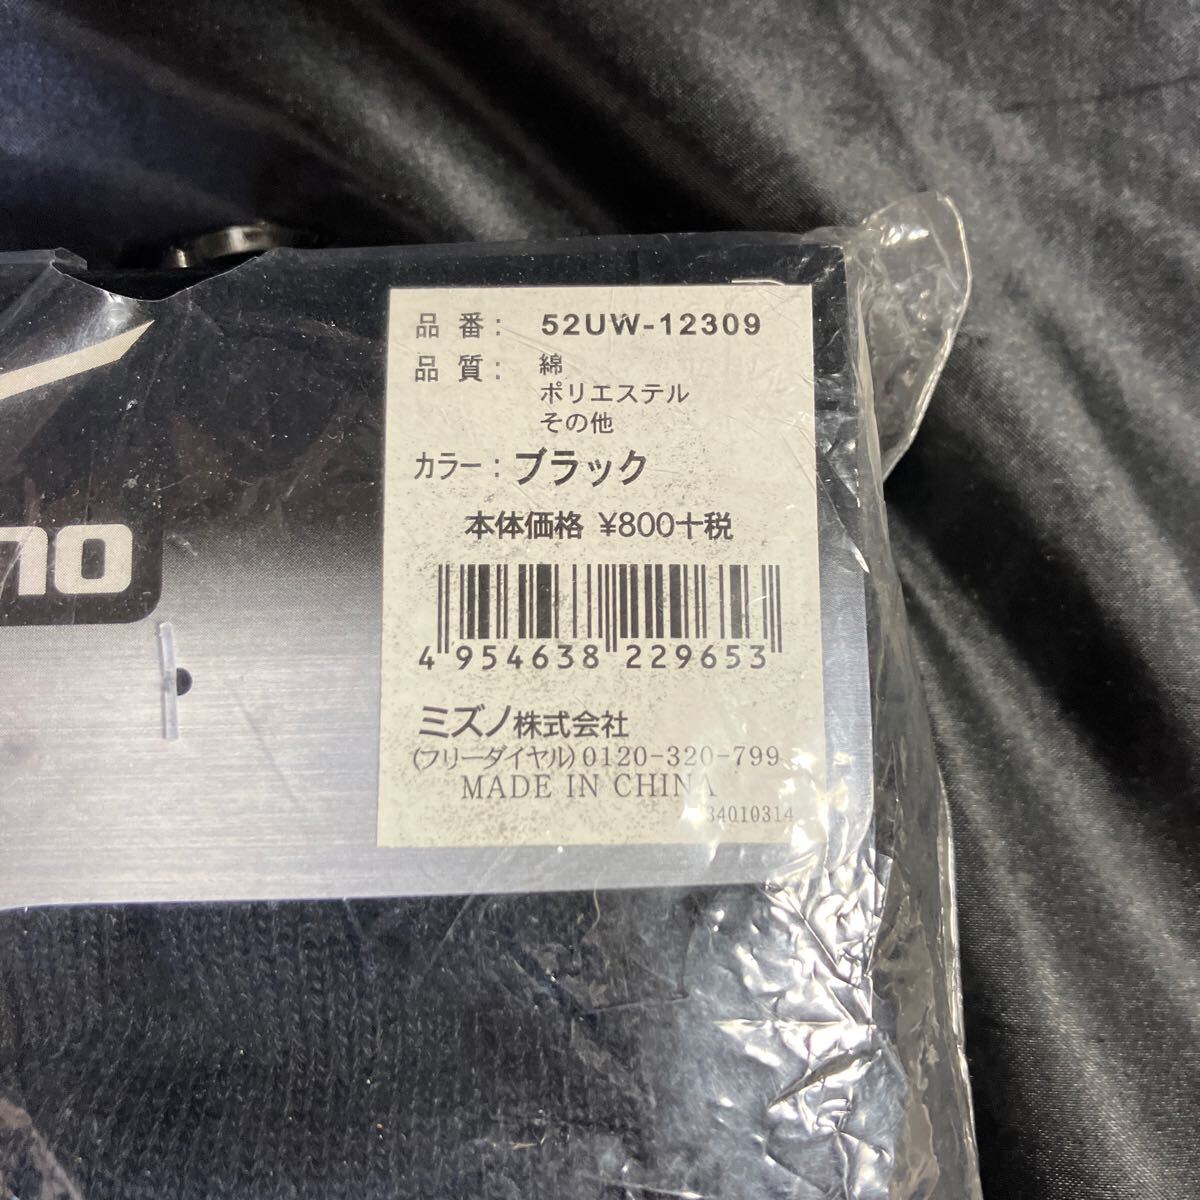 品 番： 52UW-12309
品 質： 綿
ポリエステル
その他
カラー： ブラック
本体価格 ¥800+税
4 954638 229653
ミズノ株式会社
(フリーダイヤル) 0120-320-799
MADE IN CHINA
34010314